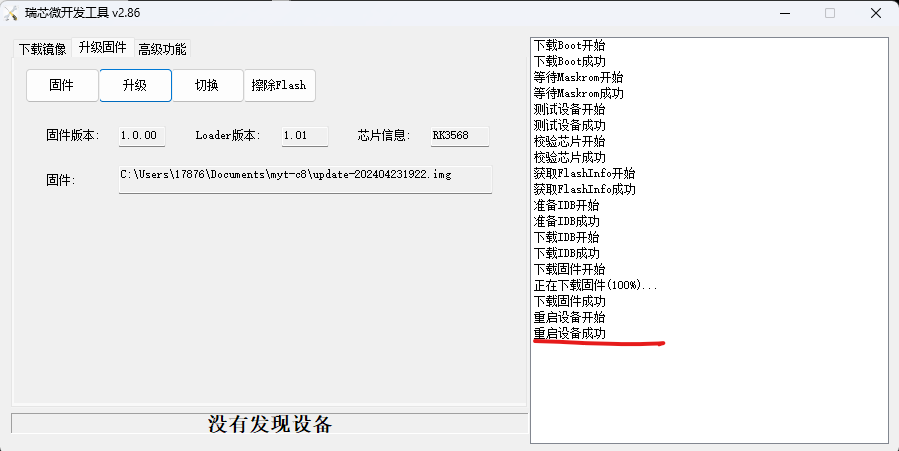 瑞芯微开发工具 v2.86
下载镜像 升级固件 高级功能
固件 升级 切换 擦除Flash
固件版本: 1.0.00 Loader版本: 1.01 芯片信息: RK3568
固件: C:\Users\17876\Documents\myt-c8\update-202404231922.img
没有发现设备
下载Boot开始
下载Boot成功
等待Maskrom开始
等待Maskrom成功
测试设备开始
测试设备成功
校验芯片开始
校验芯片成功
获取FlashInfo开始
获取FlashInfo成功
准备IDB开始
准备IDB成功
下载IDB开始
下载IDB成功
下载固件开始
正在下载固件(100%)...
下载固件成功
重启设备开始
重启设备成功